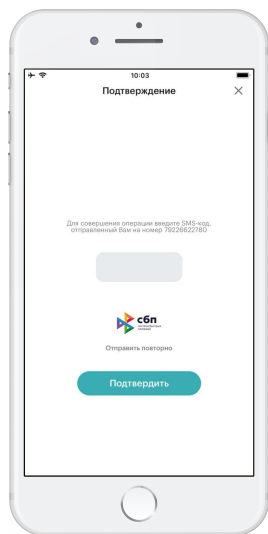 10:03
Подтверждение
Для совершения операции введите SMS-код,
отправленный Вам на номер 79226622780
сбп
Отправить повторно
Подтвердить